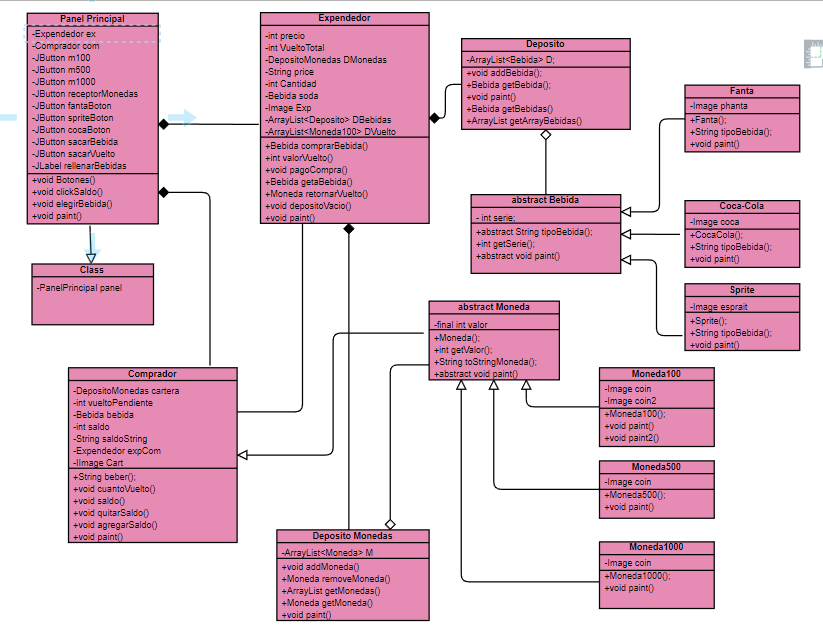 Panel Principal
-Expendedor ex
-Comprador com
-JButton m100
-JButton m500
-JButton m1000
-JButton receptorMonedas
-JButton fantaBoton
-JButton spriteBoton
-JButton cocaBoton
-JButton sacarBebida
-JButton sacarVuelto
-JLabel rellenarBebidas
+void Botones()
+void clickSaldo()
+void elegirBebida()
+void paint()
Class
-PanelPrincipal panel
Expendedor
-int precio
-int VueltoTotal
-DepositoMonedas DMonedas
-String price
-int Cantidad
-Bebida soda
-Image Exp
-ArrayList<Deposito> DBebidas
-ArrayList<Moneda100> DVuelto
+Bebida comprarBebida()
+int valorVuelto()
+void pagoCompra()
+Bebida getaBebida()
+Moneda retornarVuelto()
+void depositoVacio()
+void paint()
Deposito
-ArrayList<Bebida> D;
+void addBebida();
+Bebida getBebida();
+void paint()
+Bebida getBebidas()
+ArrayList getArrayBebidas()
abstract Bebida
- int serie;
+abstract String tipoBebida();
+int getSerie();
+abstract void paint()
Fanta
-Image phanta
+Fanta();
+String tipoBebida();
+void paint()
Coca-Cola
-Image coca
+CocaCola();
+String tipoBebida();
+void paint()
Sprite
-Image esprait
+Sprite();
+String tipoBebida();
+void paint()
Comprador
-DepositoMonedas cartera
-int vueltoPendiente
-Bebida bebida
-int saldo
-String saldoString
-Expendedor expCom
-IImage Cart
+String beber();
+void cuantoVuelto()
+void saldo()
+void quitarSaldo()
+void agregarSaldo()
+void paint()
abstract Moneda
-final int valor
+Moneda();
+int getValor();
+String toStringMoneda();
+abstract void paint()
Moneda100
-Image coin
-Image coin2
+Moneda100();
+void paint()
+void paint2()
Moneda500
-Image coin
+Moneda500();
+void paint()
Moneda1000
-Image coin
+Moneda1000();
+void paint()
Deposito Monedas
-ArrayList<Moneda> M
+void addMoneda()
+Moneda removeMoneda()
+ArrayList getMonedas()
+Moneda getMoneda()
+void paint()